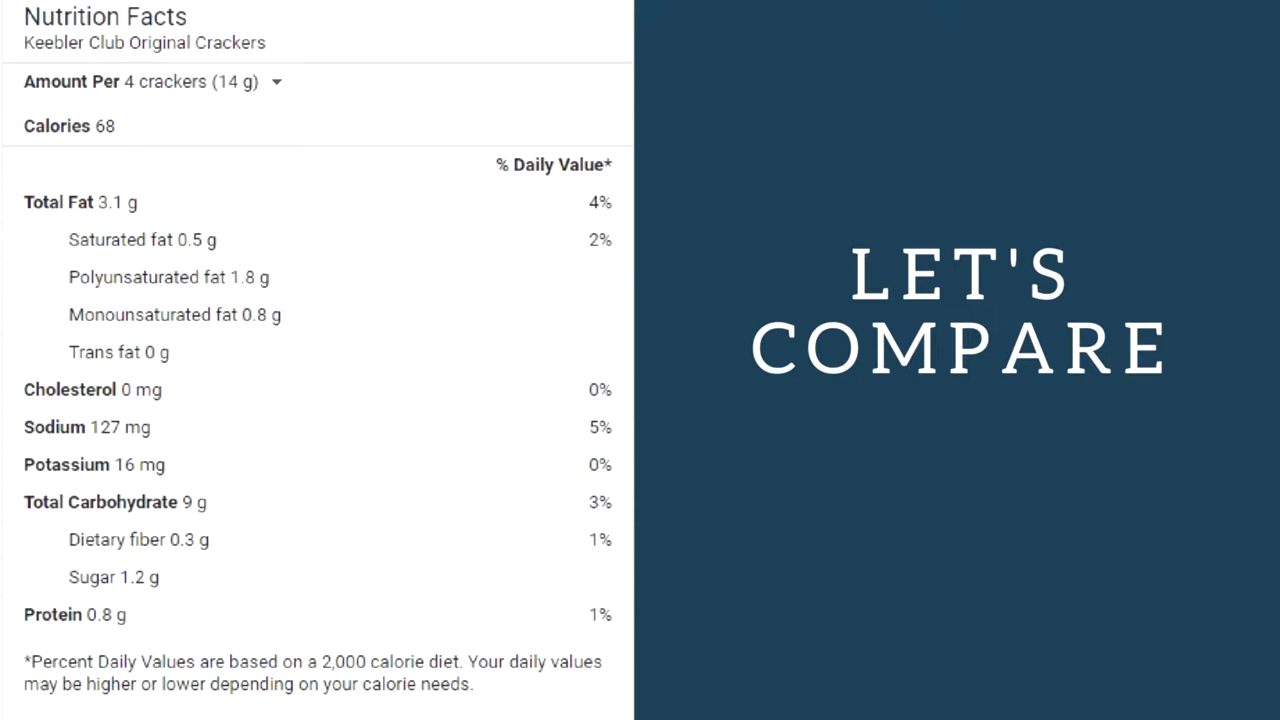 Nutrition Facts
Keebler Club Original Crackers
Amount Per 4 crackers (14 g)
Calories 68
% Daily Value*
Total Fat 3.1 g 4%
Saturated fat 0.5 g 2%
Polyunsaturated fat 1.8 g
Monounsaturated fat 0.8 g
Trans fat 0 g
Cholesterol 0 mg 0%
Sodium 127 mg 5%
Potassium 16 mg 0%
Total Carbohydrate 9 g 3%
Dietary fiber 0.3 g 1%
Sugar 1.2 g
Protein 0.8 g 1%
*Percent Daily Values are based on a 2,000 calorie diet. Your daily values
may be higher or lower depending on your calorie needs.
LET'S
COMPARE